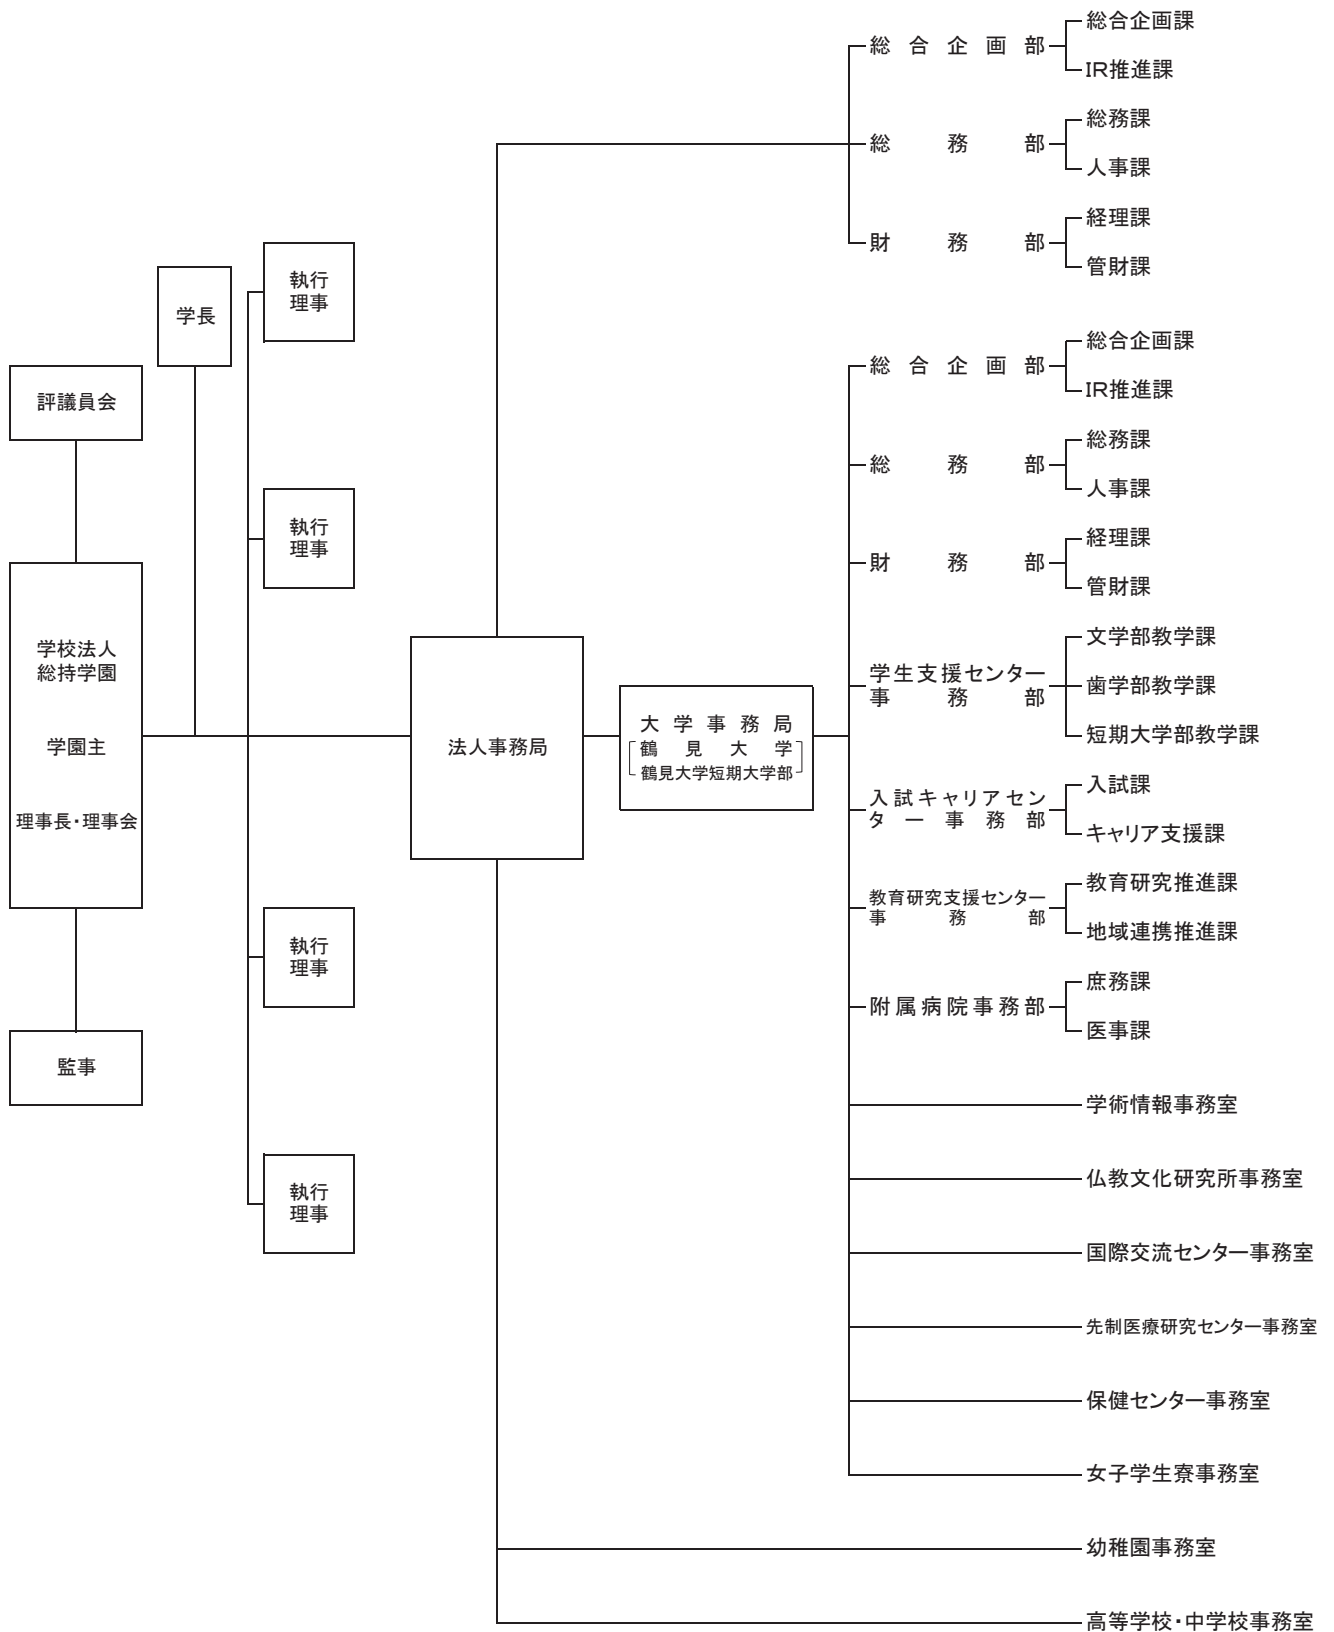 評議員会
学校法人
総持学園
学園主
理事長・理事会
監事
学長
執行
理事
執行
理事
執行
理事
執行
理事
法人事務局
大学事務局
鶴見大学
鶴見大学短期大学部
総合企画部
総合企画課
IR推進課
総務部
総務課
人事課
財務部
経理課
管財課
総合企画部
総合企画課
IR推進課
総務部
総務課
人事課
財務部
経理課
管財課
学生支援センター
事務部
文学部教学課
歯学部教学課
短期大学部教学課
入試キャリアセン
ター事務部
入試課
キャリア支援課
教育研究支援センター
事務部
教育研究推進課
地域連携推進課
附属病院事務部
庶務課
医事課
学術情報事務室
仏教文化研究所事務室
国際交流センター事務室
先制医療研究センター事務室
保健センター事務室
女子学生寮事務室
幼稚園事務室
高等学校・中学校事務室